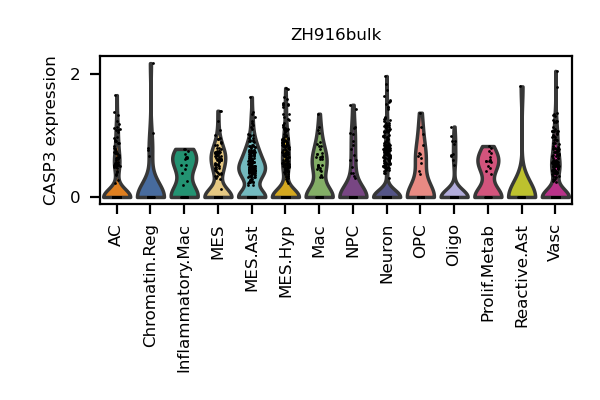 ZH916bulk
CASP3 expression
2
0
AC
Chromatin.Reg
Inflammatory.Mac
MES
MES.Ast
MES.Hyp
Mac
NPC
Neuron
OPC
Oligo
Prolif.Metab
Reactive.Ast
Vasc